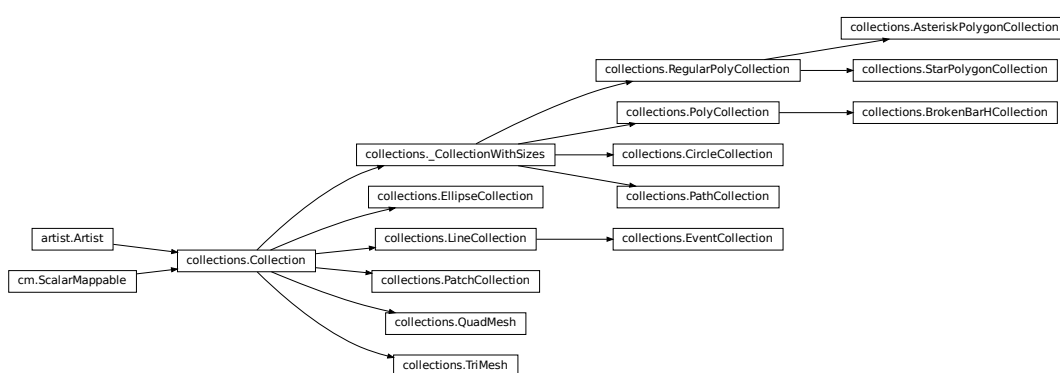 collections.AsteriskPolygonCollection
collections.RegularPolyCollection
collections.StarPolygonCollection
collections.PolyCollection
collections.BrokenBarHCollection
collections._CollectionWithSizes
collections.CircleCollection
collections.EllipseCollection
collections.PathCollection
artist.Artist
collections.LineCollection
collections.EventCollection
collections.Collection
cm.ScalarMappable
collections.PatchCollection
collections.QuadMesh
collections.TriMesh